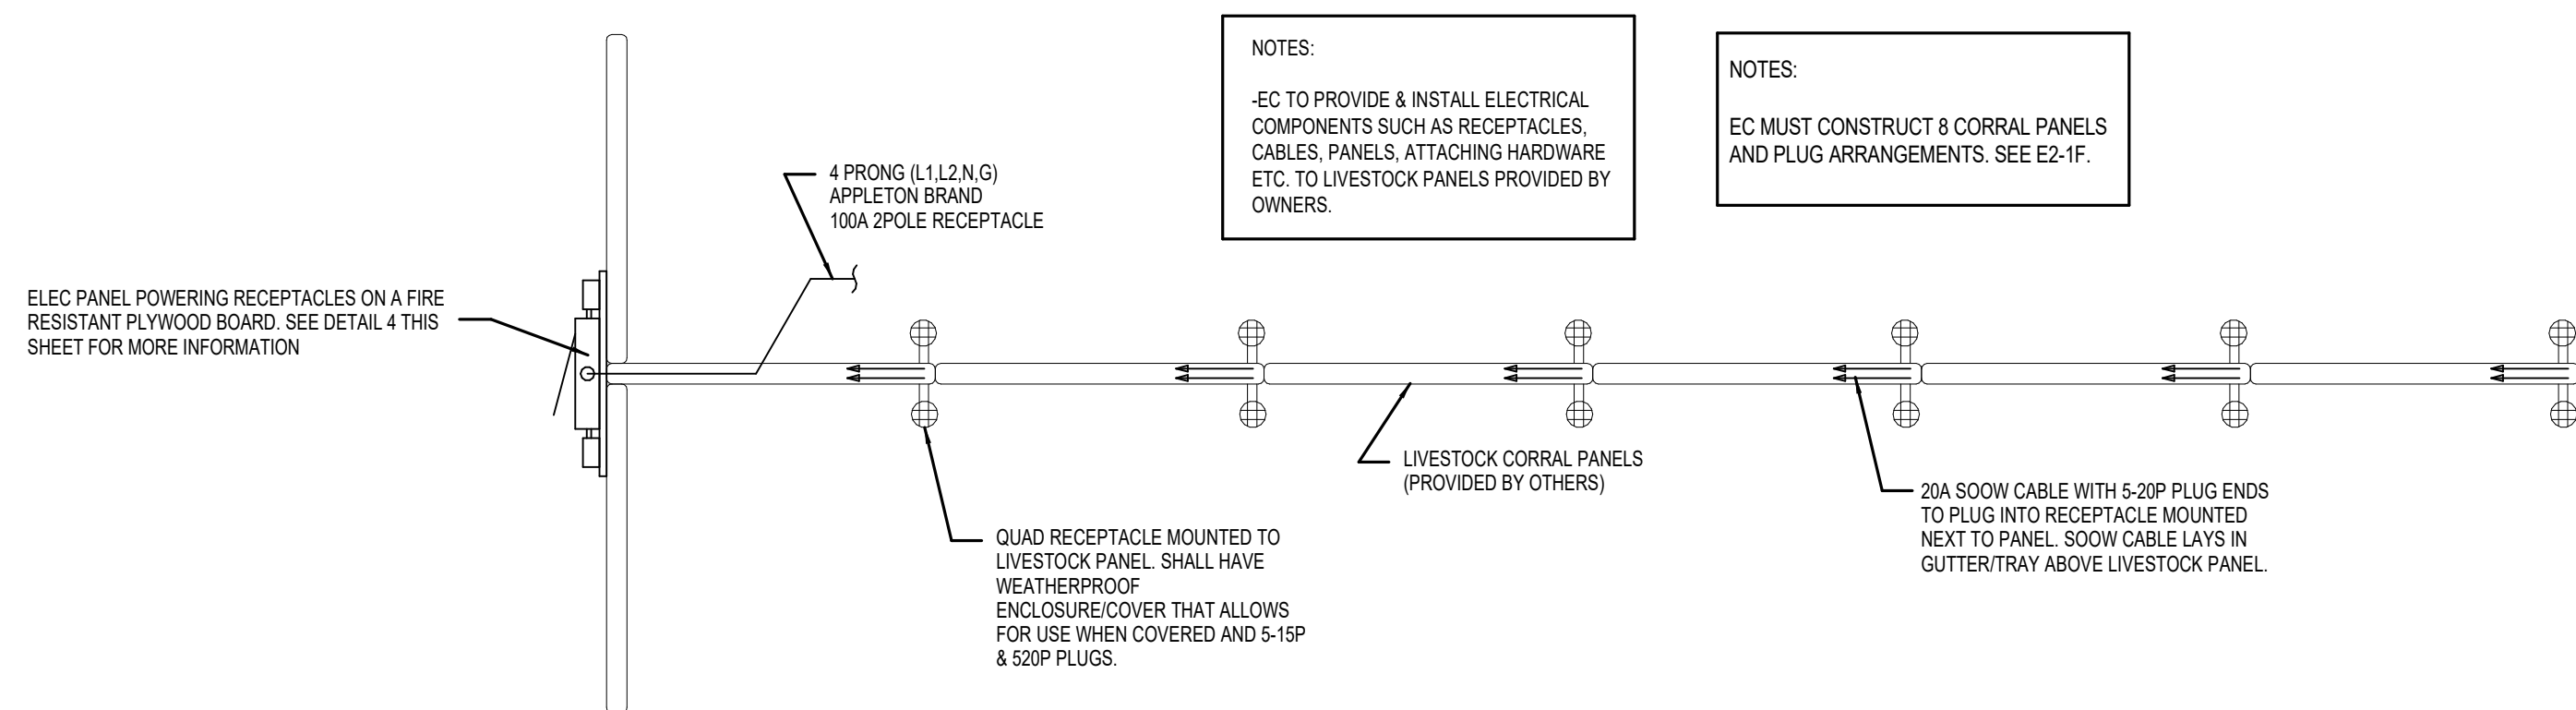 NOTES:
-EC TO PROVIDE & INSTALL ELECTRICAL
COMPONENTS SUCH AS RECEPTACLES,
CABLES, PANELS, ATTACHING HARDWARE
ETC. TO LIVESTOCK PANELS PROVIDED BY
OWNERS.
NOTES:
EC MUST CONSTRUCT 8 CORRAL PANELS
AND PLUG ARRANGEMENTS. SEE E2-1F.
4 PRONG (L1,L2,N,G)
APPLETON BRAND
100A 2POLE RECEPTACLE
ELEC PANEL POWERING RECEPTACLES ON A FIRE
RESISTANT PLYWOOD BOARD. SEE DETAIL 4 THIS
SHEET FOR MORE INFORMATION
LIVESTOCK CORRAL PANELS
(PROVIDED BY OTHERS)
20A SOOW CABLE WITH 5-20P PLUG ENDS
TO PLUG INTO RECEPTACLE MOUNTED
NEXT TO PANEL. SOOW CABLE LAYS IN
GUTTER/TRAY ABOVE LIVESTOCK PANEL.
QUAD RECEPTACLE MOUNTED TO
LIVESTOCK PANEL. SHALL HAVE
WEATHERPROOF
ENCLOSURE/COVER THAT ALLOWS
FOR USE WHEN COVERED AND 5-15P
& 520P PLUGS.